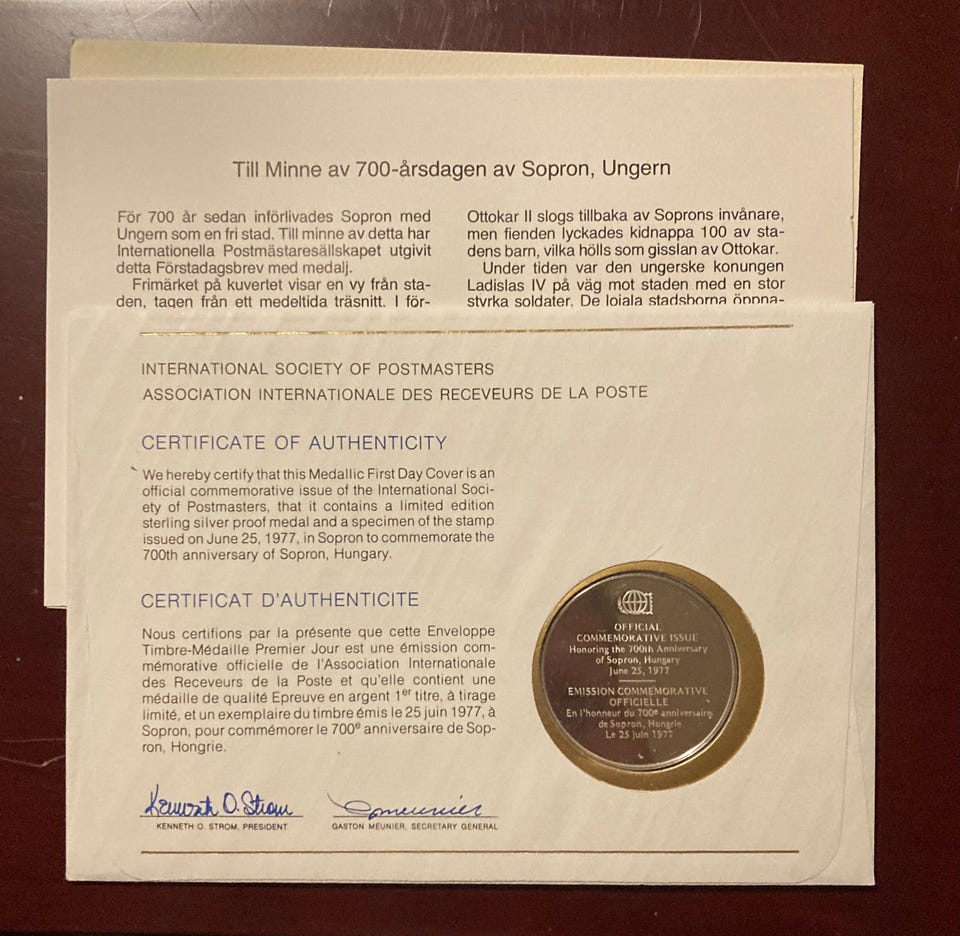 Till Minne av 700-årsdagen av Sopron, Ungern
För 700 år sedan införlivades Sopron med
Ungern som en fri stad. Till minne av detta har
Internationella Postmästaresällskapet utgivit
detta Förstadagsbrev med medalj.
Frimärket på kuvertet visar en vy från sta-
den, tagen från ett medeltida träsnitt. I för-
Ottokar II slogs tillbaka av Soprons invånare,
men fienden lyckades kidnappa 100 av sta-
dens barn, vilka hölls som gisslan av Ottokar.
Under tiden var den ungerske konungen
Ladislas IV på väg mot staden med en stor
styrka soldater. De lojala stadsborna öppna-
INTERNATIONAL SOCIETY OF POSTMASTERS
ASSOCIATION INTERNATIONALE DES RECEVEURS DE LA POSTE
CERTIFICATE OF AUTHENTICITY
We hereby certify that this Medallic First Day Cover is an
official commemorative issue of the International Soci-
ety of Postmasters, that it contains a limited edition
sterling silver proof medal and a specimen of the stamp
issued on June 25, 1977, in Sopron to commemorate the
700th anniversary of Sopron, Hungary.
CERTIFICAT D'AUTHENTICITE
Nous certifions par la présente que cette Enveloppe
Timbre-Médaille Premier Jour est une émission com-
mémorative officielle de l'Association Internationale
des Receveurs de la Poste et qu'elle contient une
médaille de qualité Epreuve en argent 1er titre, à tirage
limité, et un exemplaire du timbre émis le 25 juin 1977, à
Sopron, pour commémorer le 700e anniversaire de Sop-
ron, Hongrie.
Kenneth O. Strom
KENNETH O. STROM, PRESIDENT
G Meunier
GASTON MEUNIER, SECRETARY GENERAL
OFFICIAL
COMMEMORATIVE ISSUE
Honoring the 700th Anniversary
of Sopron, Hungary
June 25, 1977
EMISSION COMMEMORATIVE
OFFICIELLE
En l'honneur du 700e anniversaire
de Sopron, Hongrie
Le 25 juin 1977